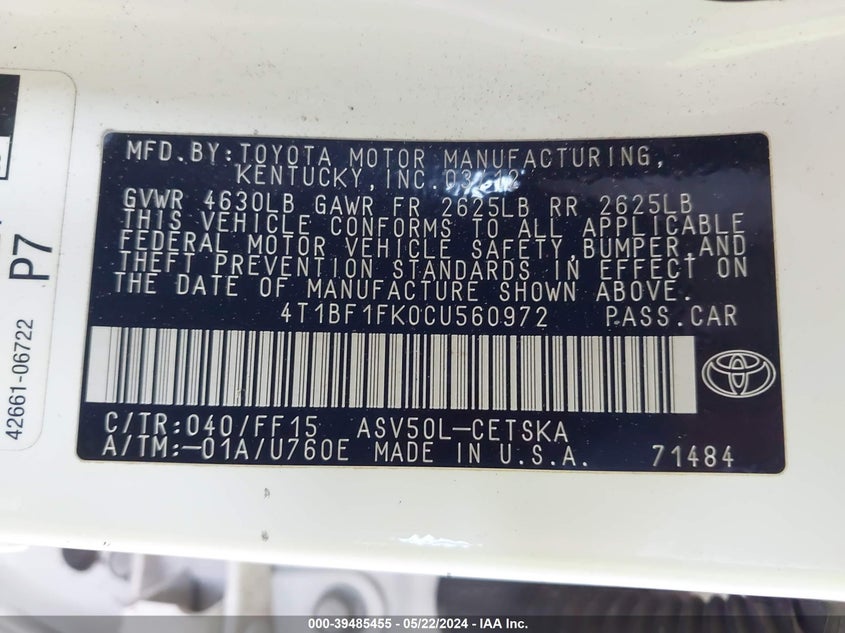 MFD.BY:TOYOTA MOTOR MANUFACTURING,
KENTUCKY,INC.03/12
GVWR 4630LB GAWR FR 2625LB RR 2625LB
THIS VEHICLE CONFORMS TO ALL APPLICABLE
FEDERAL MOTOR VEHICLE SAFETY,BUMPER,AND
THEFT PREVENTION STANDARDS IN EFFECT ON
THE DATE OF MANUFACTURE SHOWN ABOVE.
4T1BF1FK0CU560972 PASS.CAR
C/TR:040/FF15 ASV50L-CETSKA
A/TM:-01A/U760E MADE IN U.S.A. 71484
P7
42661-06722
000-39485455 - 05/22/2024 - IAA Inc.